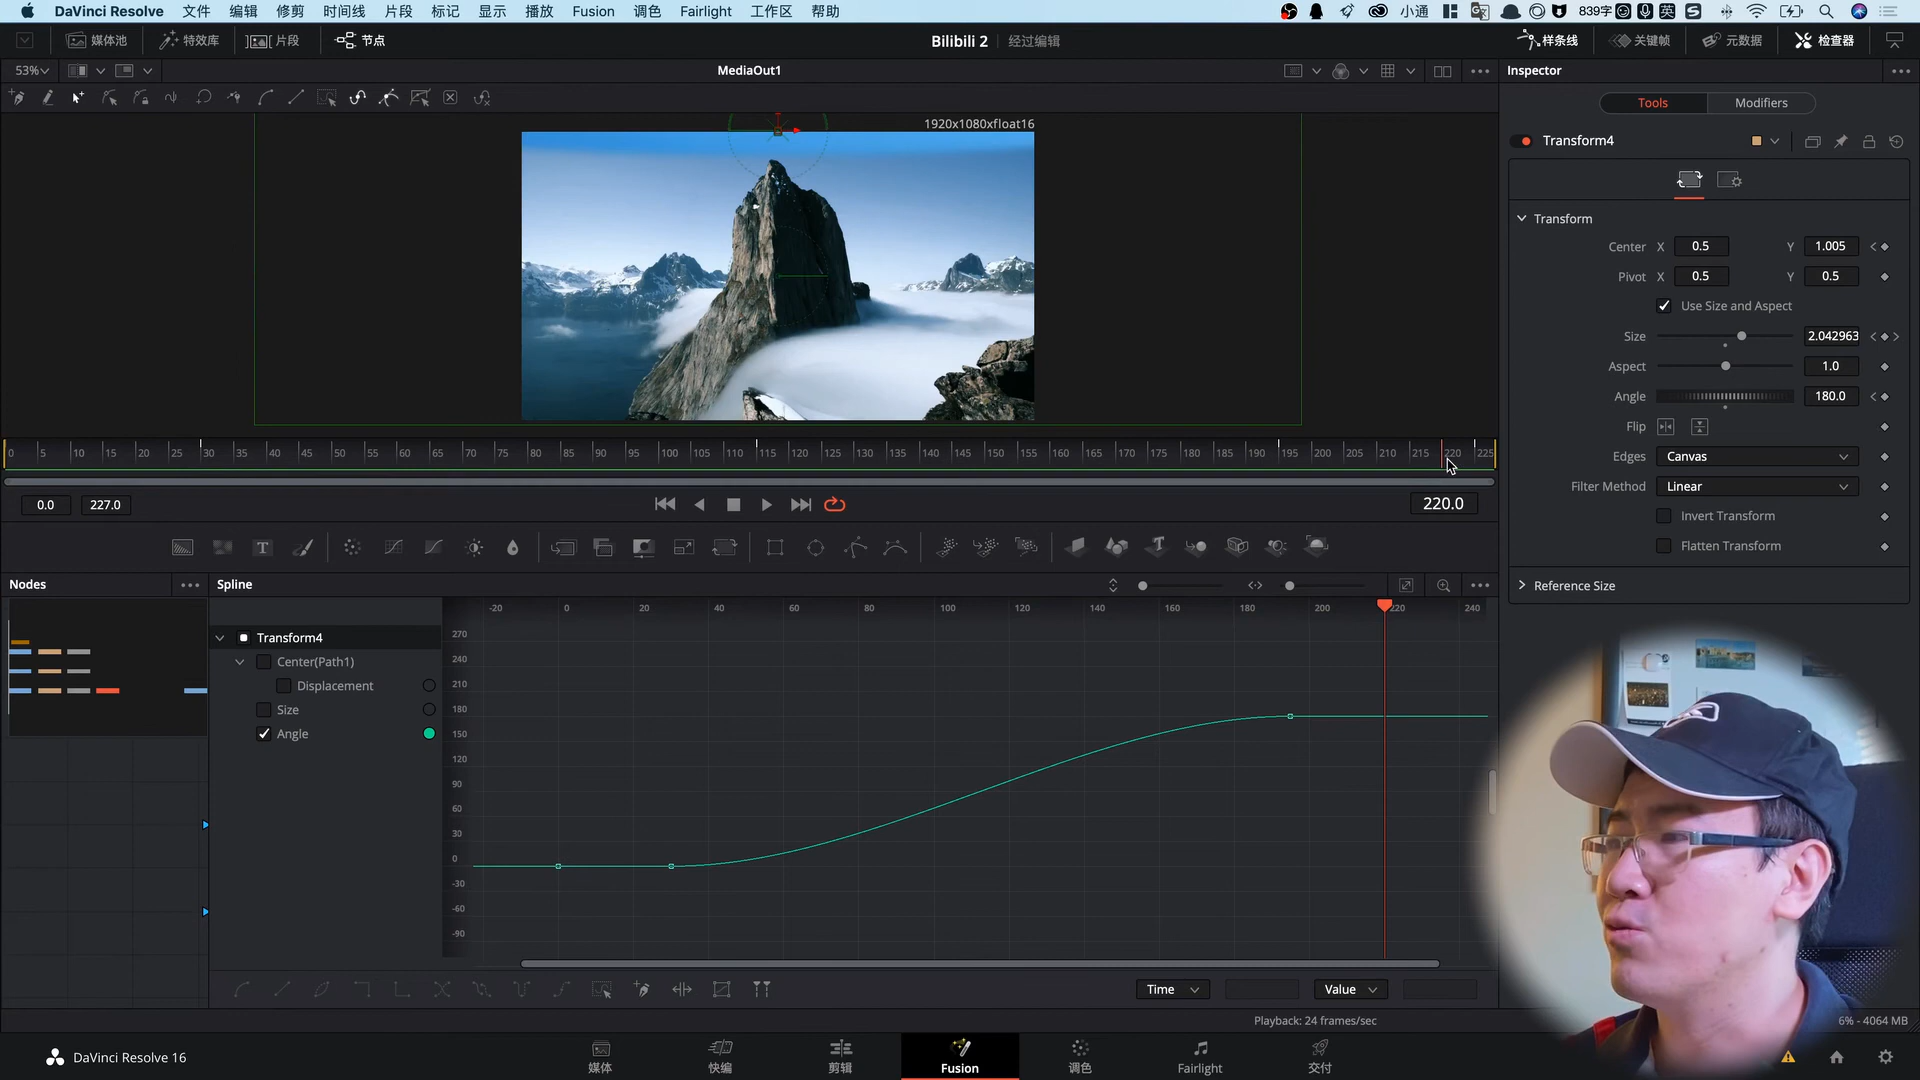 DaVinci Resolve 文件 编辑 修剪 时间线 片段 标记 显示 播放 Fusion 调色 Fairlight 工作区 帮助 小通 839字 英
媒体池 特效库 片段 节点 Bilibili 2 经过编辑 样条线 关键帧 元数据 检查器
53% MediaOut1 Inspector
Tools Modifiers
1920x1080xfloat16
Transform4
Transform
Center X 0.5 Y 1.005
Pivot X 0.5 Y 0.5
Use Size and Aspect
Size 2.042963
Aspect 1.0
Angle 180.0
Flip
Edges Canvas
Filter Method Linear
Invert Transform
Flatten Transform
Reference Size
0 5 10 15 20 25 30 35 40 45 50 55 60 65 70 75 80 85 90 95 100 105 110 115 120 125 130 135 140 145 150 155 160 165 170 175 180 185 190 195 200 205 210 215 220 225
0.0 227.0 220.0
Nodes Spline
-20 0 20 40 60 80 100 120 140 160 180 200 220 240
Transform4
Center(Path1)
Displacement
Size
Angle
270
240
210
180
150
120
90
60
30
0
-30
-60
-90
Time Value
Playback: 24 frames/sec 6% - 4064 MB
DaVinci Resolve 16
媒体 快编 剪辑 Fusion 调色 Fairlight 交付